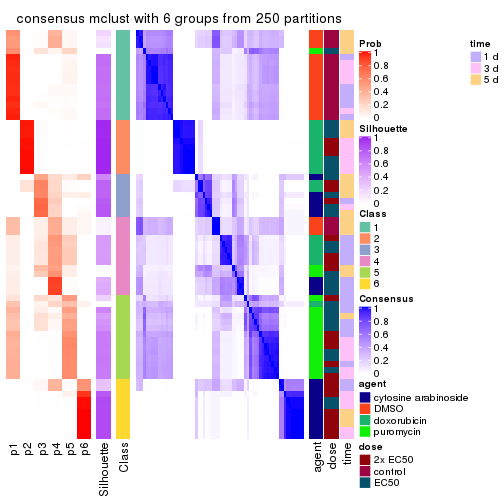 consensus mclust with 6 groups from 250 partitions
Prob
1
0.8
0.6
0.4
0.2
0
Silhouette
1
0.8
0.6
0.4
0.2
0
Class
1
2
3
4
5
6
Consensus
1
0.8
0.6
0.4
0.2
0
agent
cytosine arabinoside
DMSO
doxorubicin
puromycin
dose
2x EC50
control
EC50
time
1 d
3 d
5 d
p1
p2
p3
p4
p5
p6
Silhouette
Class
agent
dose
time